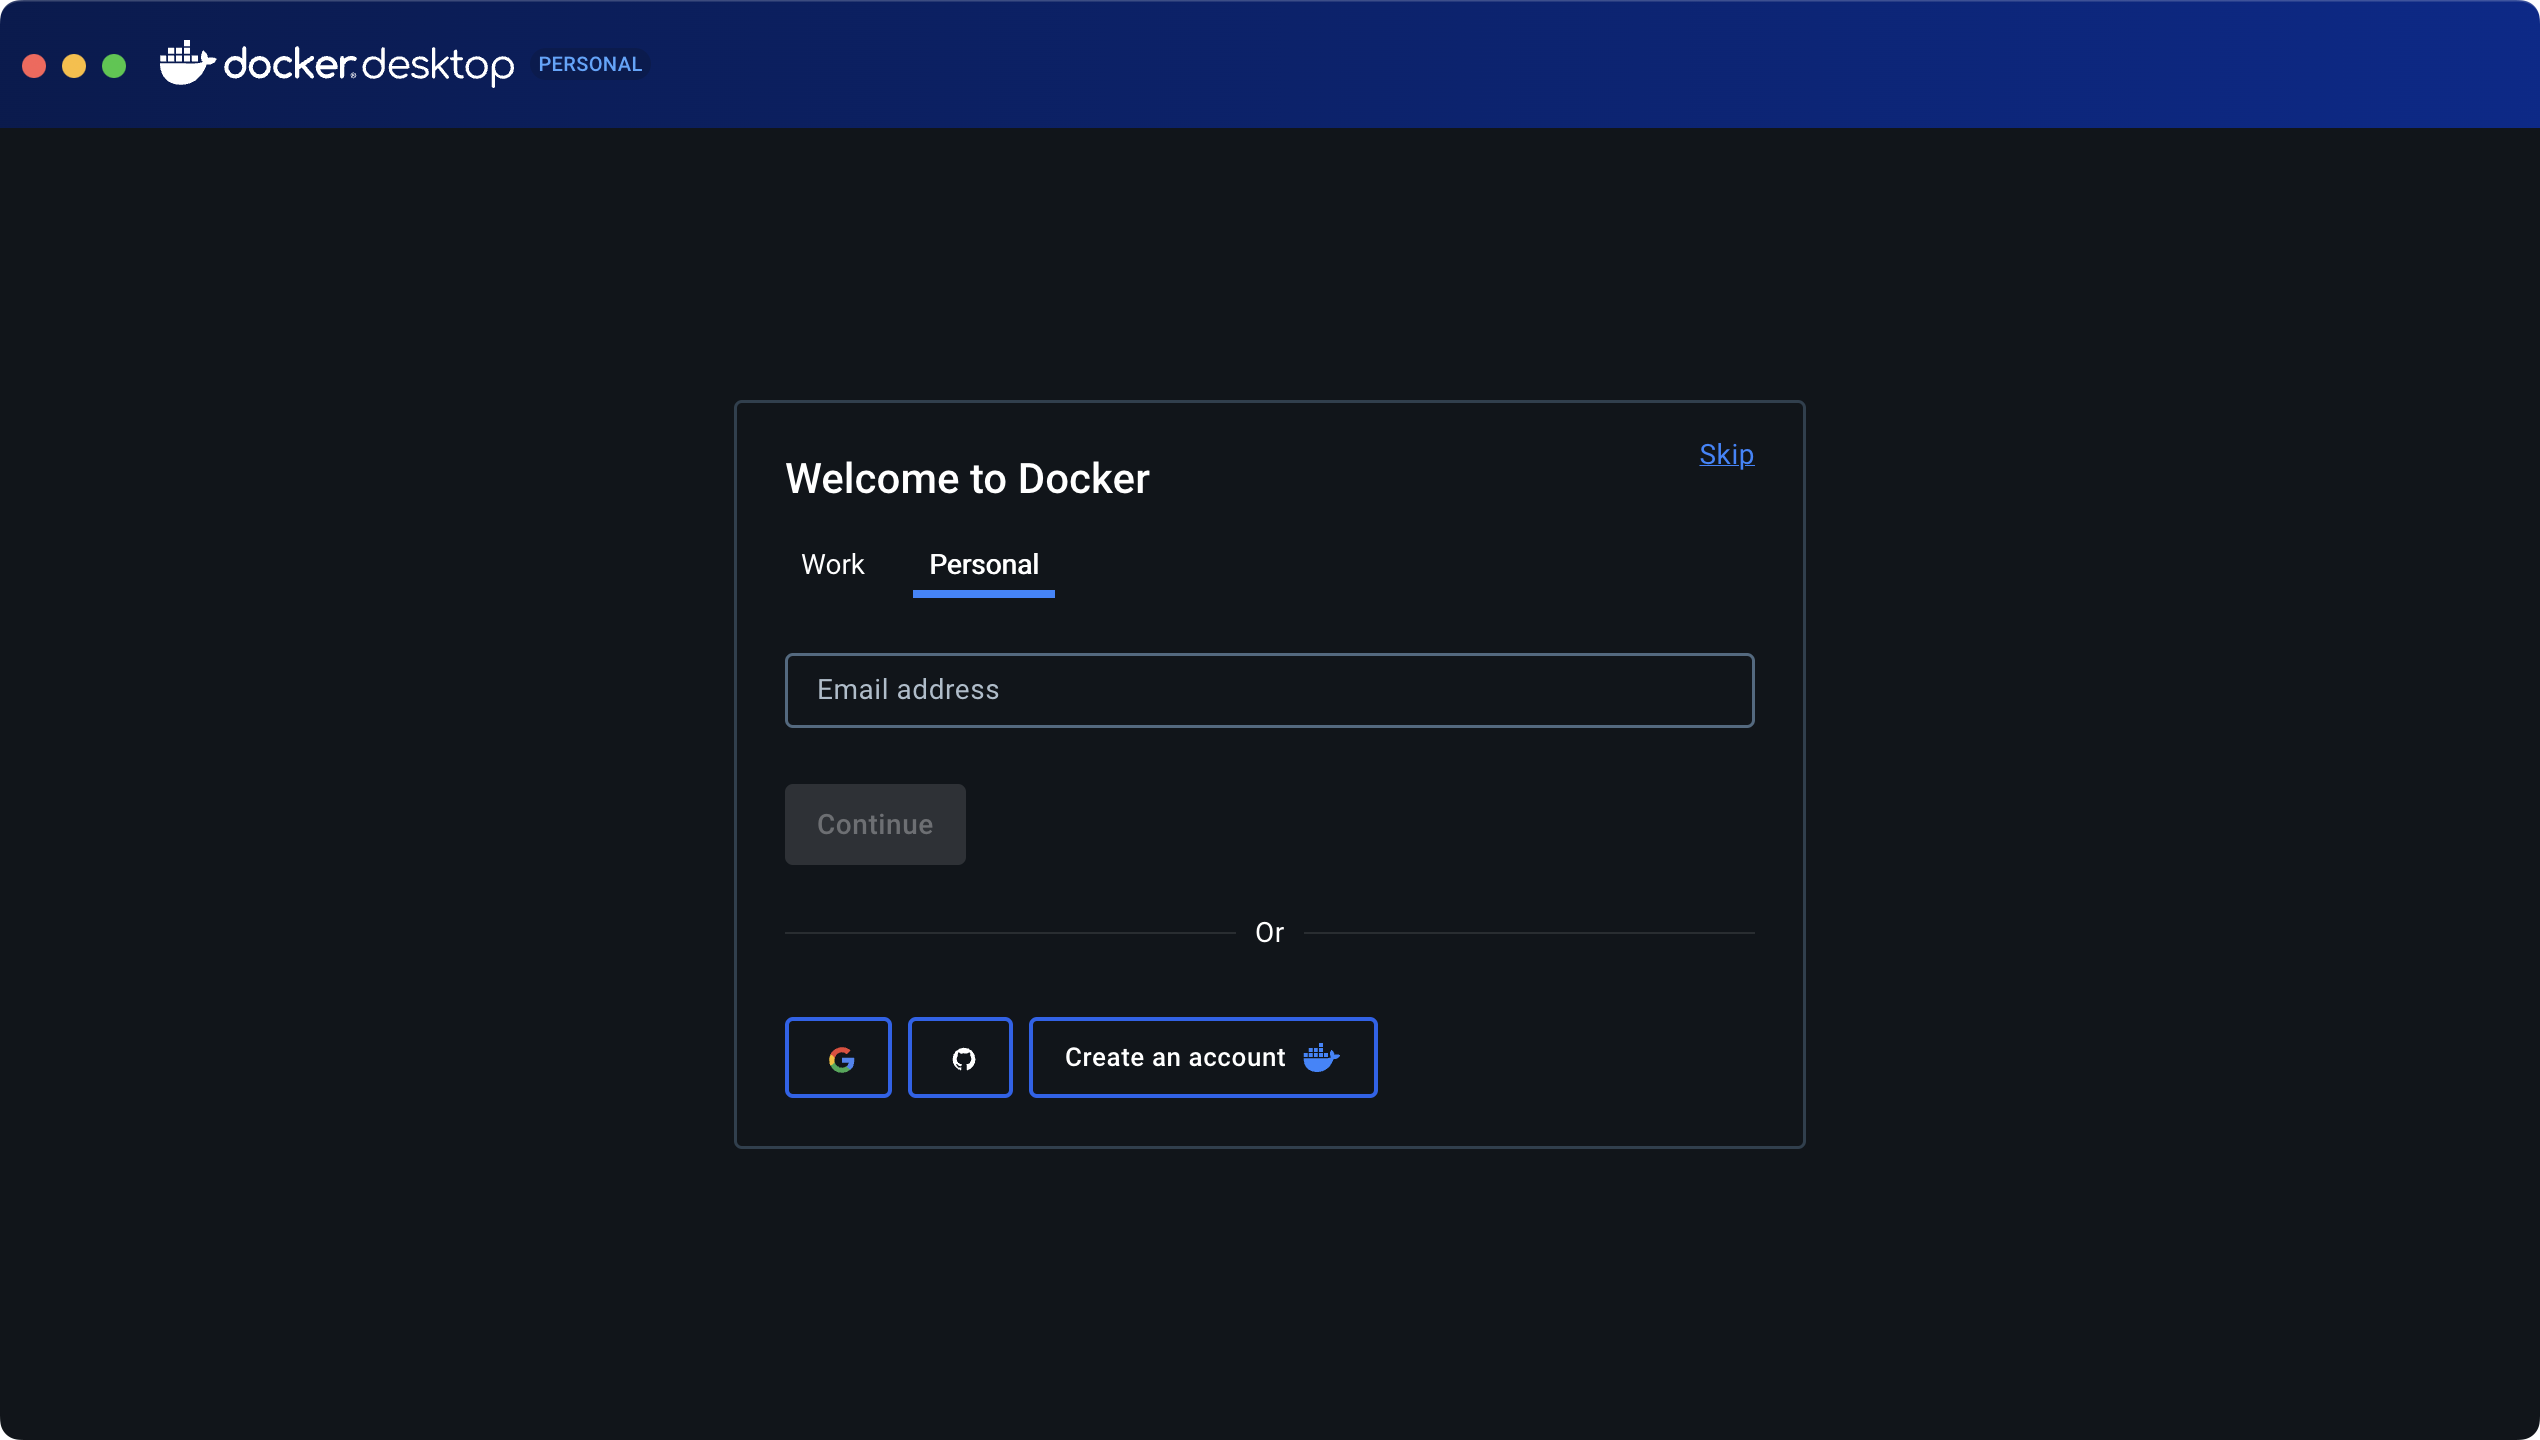 docker desktop PERSONAL
Skip
Welcome to Docker
Work Personal
Email address
Continue
Or
Create an account